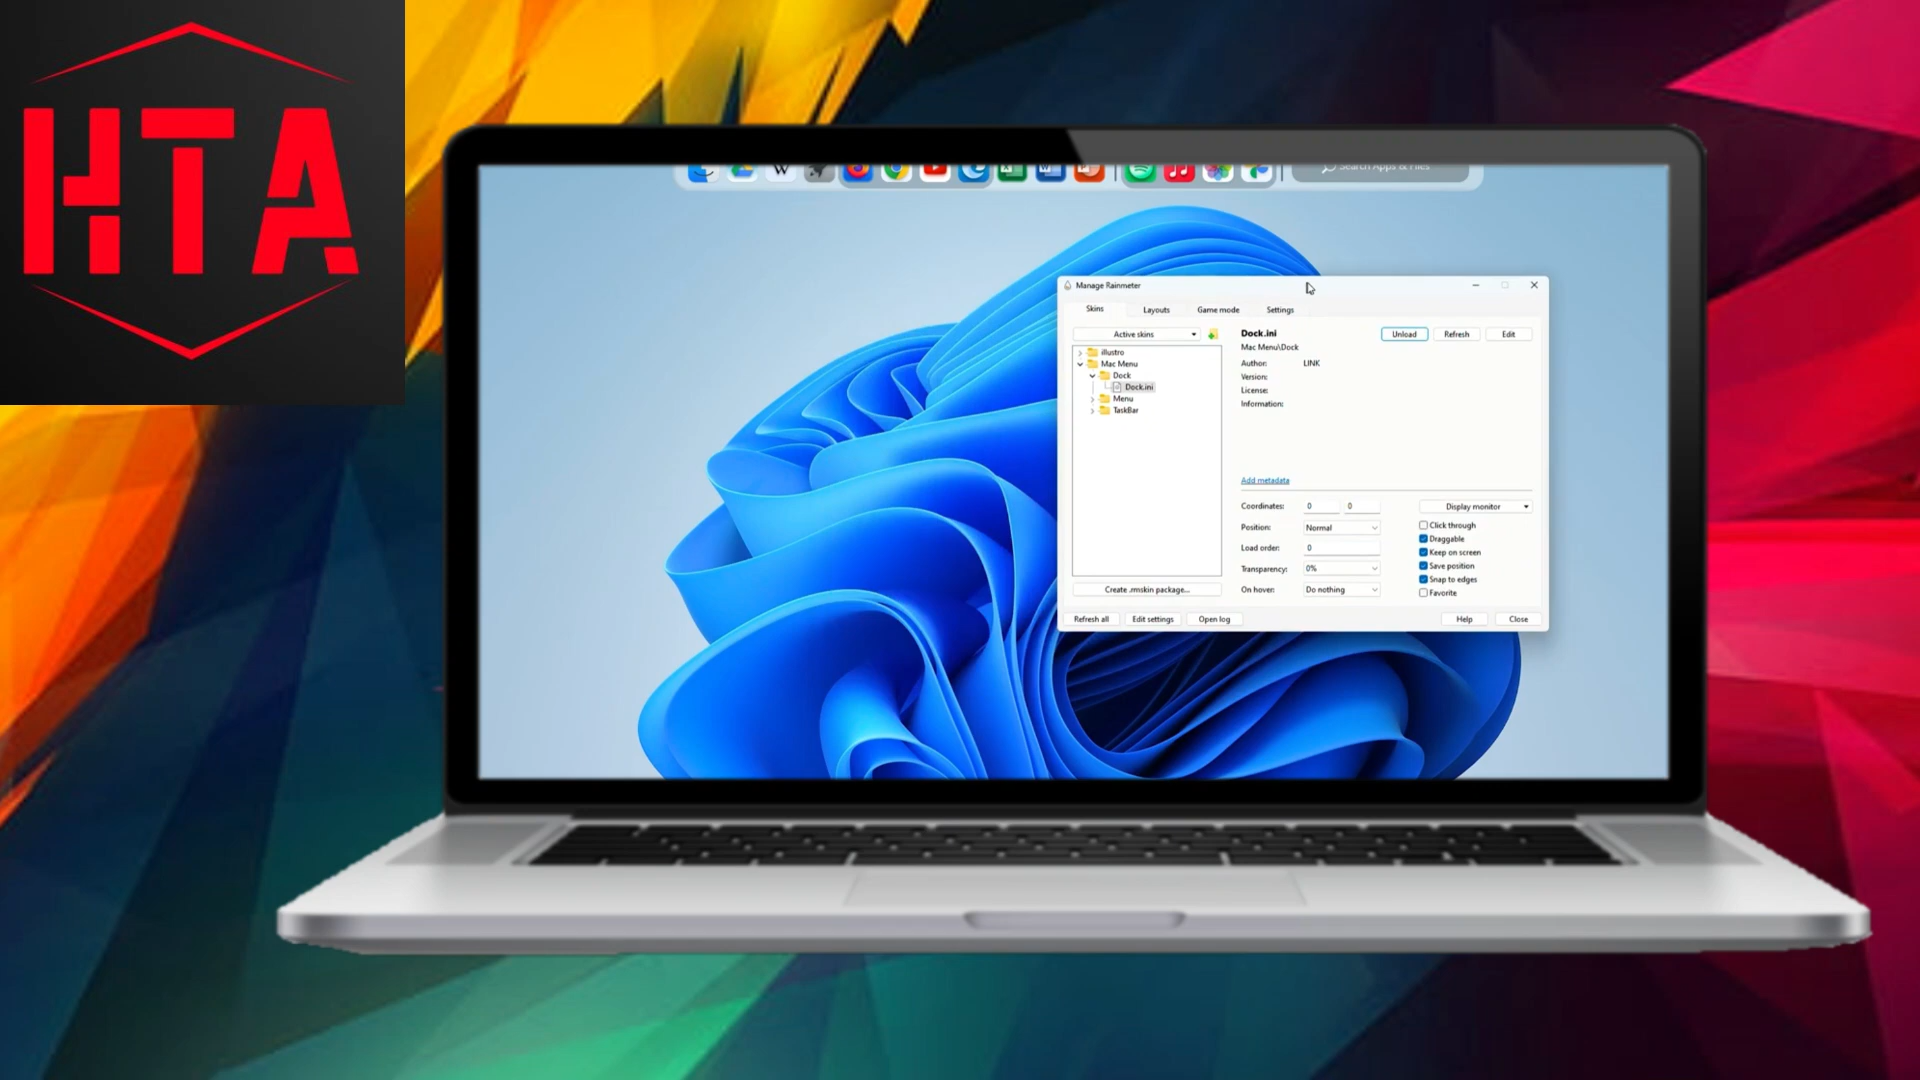 HTA
W
Search Apps & Files
Manage Rainmeter
Skins
Layouts
Game mode
Settings
Active skins
illustro
Mac Menu
Dock
Dock.ini
Menu
TaskBar
Create .rmskin package...
Dock.ini
Mac Menu\Dock
Unload
Refresh
Edit
Author: LINK
Version:
License:
Information:
Add metadata
Coordinates: 0 0
Position: Normal
Load order: 0
Transparency: 0%
On hover: Do nothing
Display monitor
Click through
Draggable
Keep on screen
Save position
Snap to edges
Favorite
Refresh all
Edit settings
Open log
Help
Close